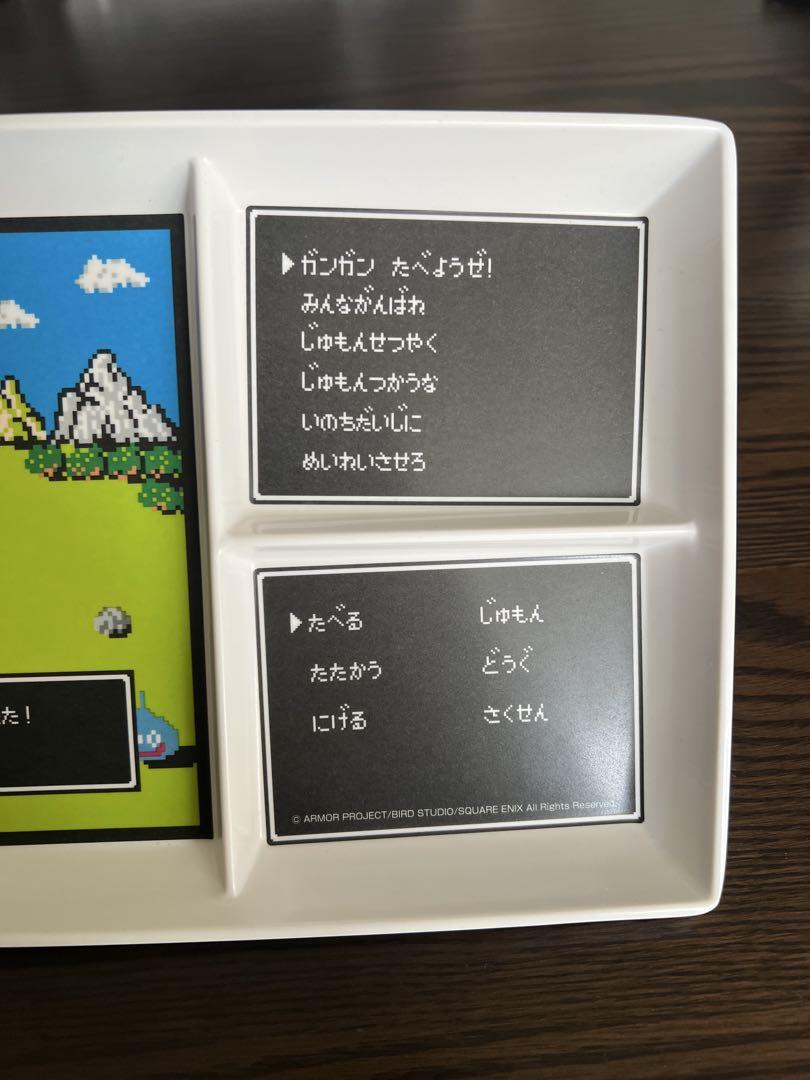 ▶ガンガン たべようぜ!
みんながんばれ
じゅもんせつやく
じゅもんつかうな
いのちだいじに
めいれいさせろ
▶たべる じゅもん
たたかう どうぐ
にげる さくせん
た!
© ARMOR PROJECT/BIRD STUDIO/SQUARE ENIX All Rights Reserved.